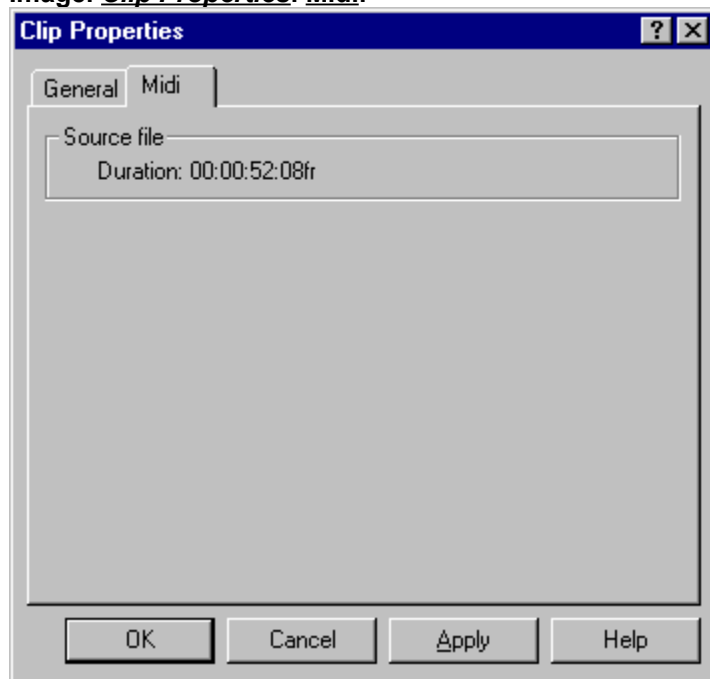 Image: Clip Properties: Midi.
Clip Properties
General Midi
Source file
Duration: 00:00:52:08fr
OK Cancel Apply Help